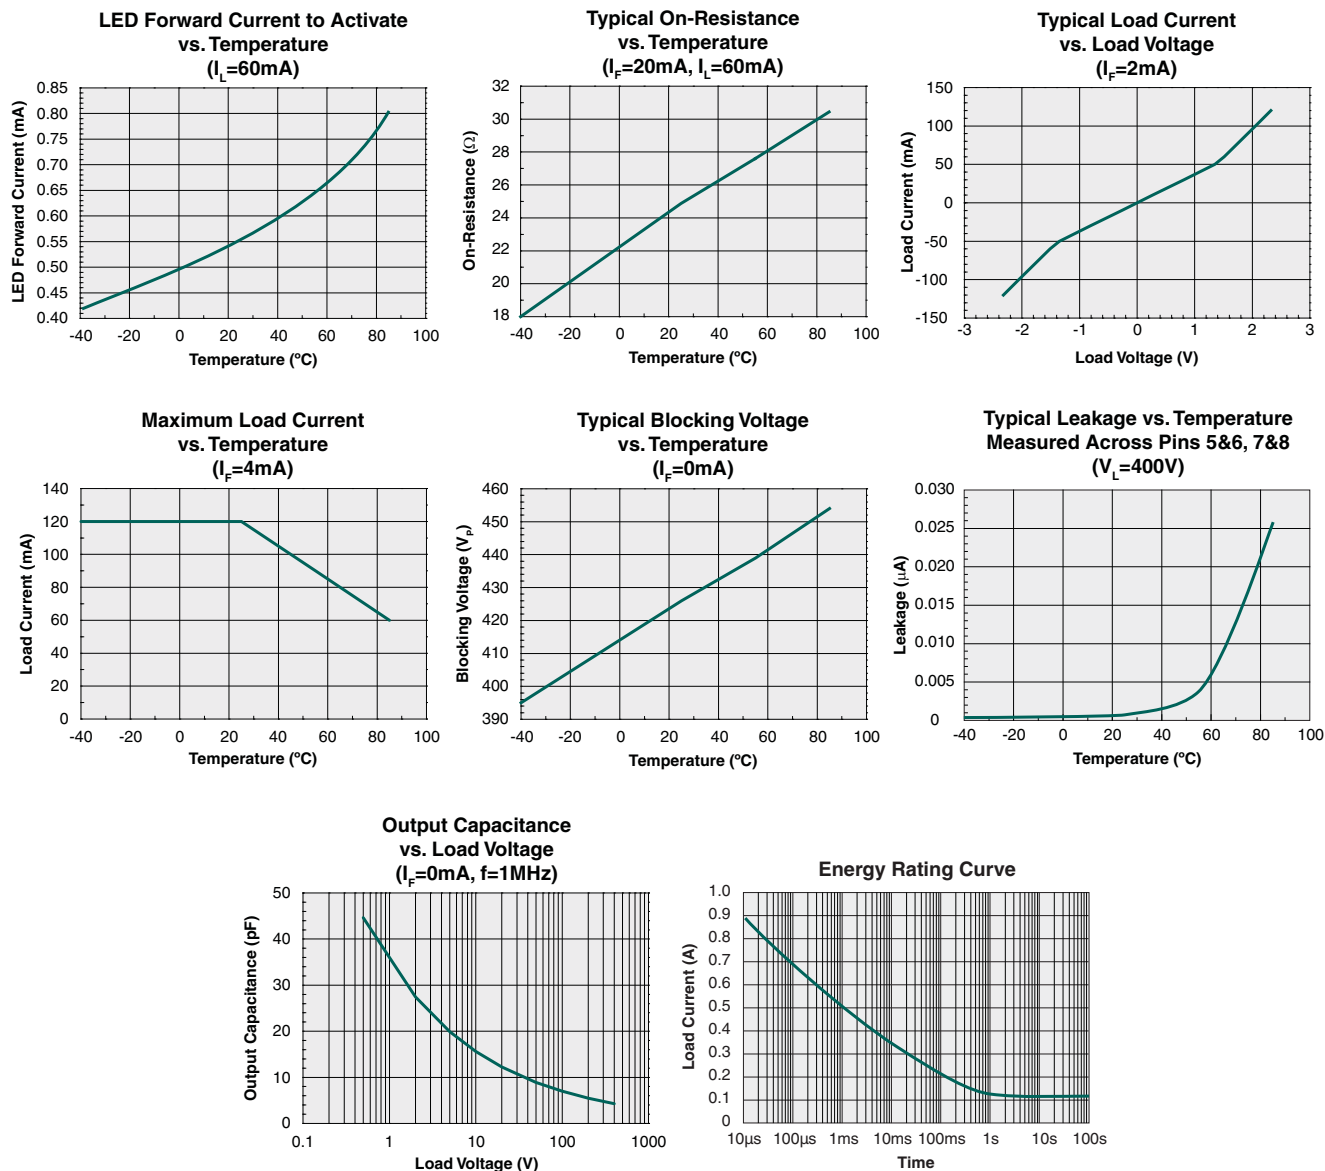 LED Forward Current to Activate
vs. Temperature
(IL=60mA)
LED Forward Current (mA)
0.85
0.80
0.75
0.70
0.65
0.60
0.55
0.50
0.45
0.40
-40 -20 0 20 40 60 80 100
Temperature (ºC)
Typical On-Resistance
vs. Temperature
(IF=20mA, IL=60mA)
On-Resistance (Ω)
32
30
28
26
24
22
20
18
-40 -20 0 20 40 60 80 100
Temperature (ºC)
Typical Load Current
vs. Load Voltage
(IF=2mA)
Load Current (mA)
150
100
50
0
-50
-100
-150
-3 -2 -1 0 1 2 3
Load Voltage (V)
Maximum Load Current
vs. Temperature
(IF=4mA)
Load Current (mA)
140
120
100
80
60
40
20
0
-40 -20 0 20 40 60 80 100
Temperature (ºC)
Typical Blocking Voltage
vs. Temperature
(IF=0mA)
Blocking Voltage (VP)
460
450
440
430
420
410
400
390
-40 -20 0 20 40 60 80 100
Temperature (ºC)
Typical Leakage vs. Temperature
Measured Across Pins 5&6, 7&8
(VL=400V)
Leakage (μA)
0.030
0.025
0.020
0.015
0.010
0.005
0
-40 -20 0 20 40 60 80 100
Temperature (ºC)
Output Capacitance
vs. Load Voltage
(IF=0mA, f=1MHz)
Output Capacitance (pF)
50
40
30
20
10
0
0.1 1 10 100 1000
Load Voltage (V)
Energy Rating Curve
Load Current (A)
1.0
0.9
0.8
0.7
0.6
0.5
0.4
0.3
0.2
0.1
0
10μs 100μs 1ms 10ms 100ms 1s 10s 100s
Time